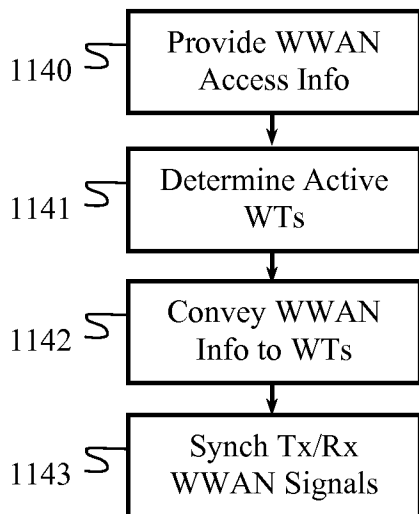 1140
Provide WWAN
Access Info
1141
Determine Active
WTs
1142
Convey WWAN
Info to WTs
1143
Synch Tx/Rx
WWAN Signals